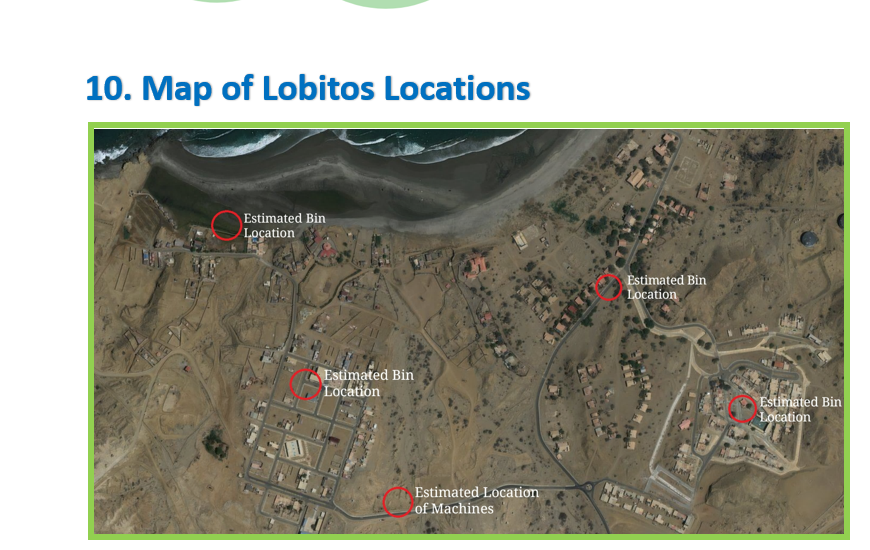 10. Map of Lobitos Locations
Estimated Bin
Location
Estimated Bin
Location
Estimated Bin
Location
Estimated Bin
Location
Estimated Location
of Machines